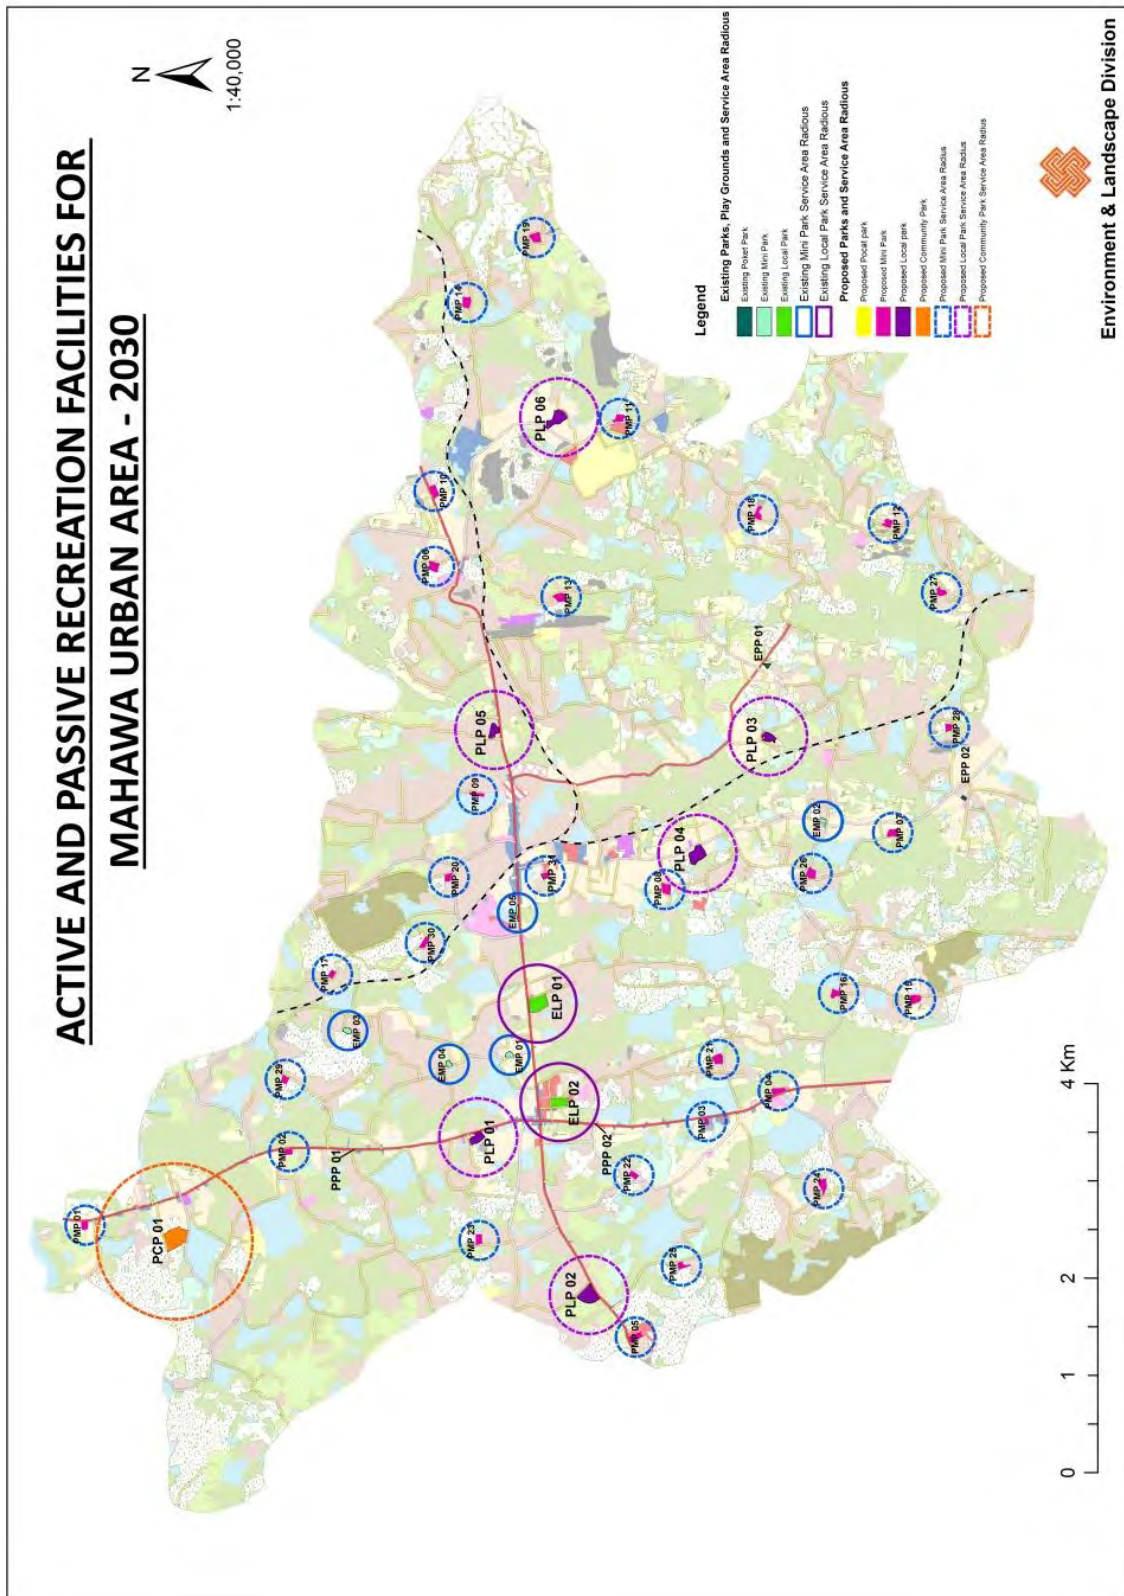 ACTIVE AND PASSIVE RECREATION FACILITIES FOR
MAHAWA URBAN AREA - 2030
N
1:40,000
PMP 01
PCP 01
PMP 29
PMP 02
PMP 17
PPP 01
EMP 03
PMP 30
PMP 06
PMP 10
EMP 04
PMP 20
PMP 14
PMP 23
PLP 01
PMP 09
PLP 05
EMP 01
EMP 05
PMP 19
ELP 01
PMP 31
PMP 13
PLP 06
ELP 02
PLP 02
PPP 02
PMP 11
PMP 05
PMP 22
PMP 08
PMP 25
PLP 04
PMP 03
PMP 21
PLP 03
EPP 01
PMP 18
PMP 04
PMP 24
PMP 26
EMP 02
PMP 16
PMP 07
PMP 12
PMP 15
PMP 27
PMP 28
EPP 02
Legend
Existing Parks, Play Grounds and Service Area Radious
Existing Poket Park
Existing Mini Park
Existing Local Park
Existing Mini Park Service Area Radious
Existing Local Park Service Area Radious
Proposed Parks and Service Area Radious
Proposed Pocat park
Proposed Mini Park
Proposed Local park
Proposed Community Park
Proposed Mini Park Service Area Radius
Proposed Local Park Service Area Radius
Proposed Community Park Service Area Radius
0 1 2 4 Km
Environment & Landscape Division